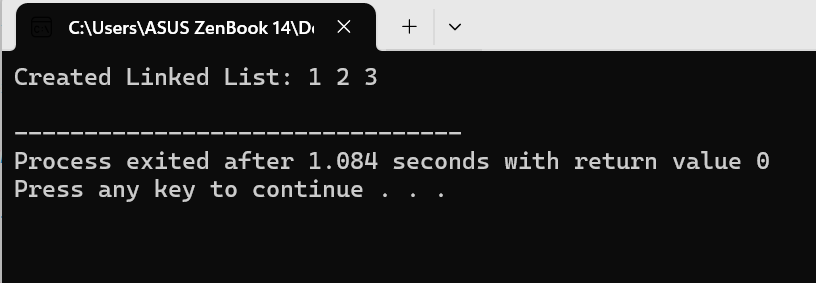 C:\Users\ASUS ZenBook 14\De
Created Linked List: 1 2 3
--------------------------------
Process exited after 1.084 seconds with return value 0
Press any key to continue . . .